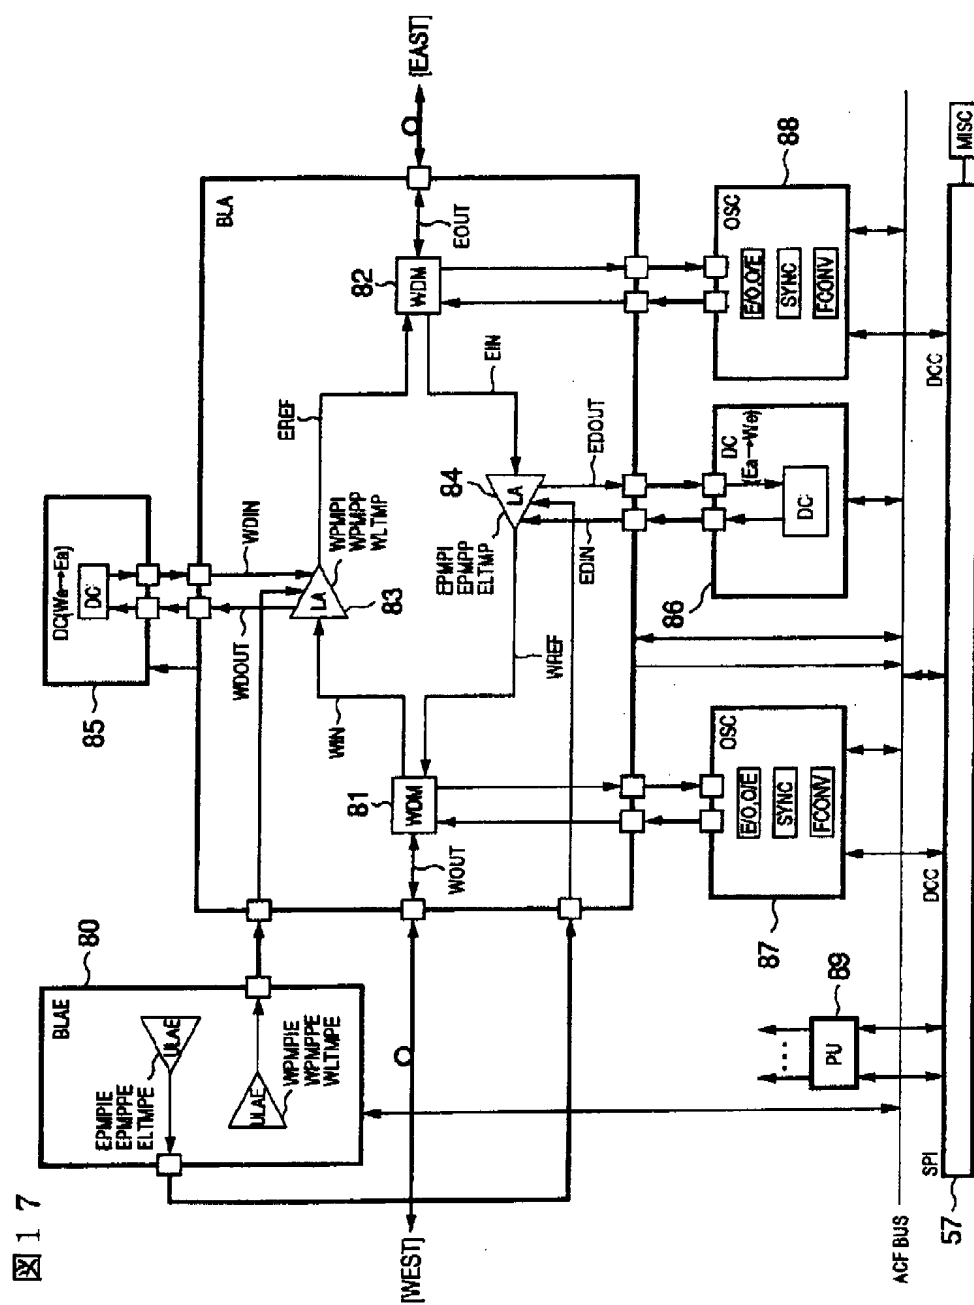 図17
BLAE
80
EPMPIE
EPMPPE
ELTMPE
ULAE
ULAE
WPMPIE
WPMPPE
WLTMPE
85
DC(We→Ea)
DC
WDOUT
WDIN
BLA
[WEST]
WOUT
81
WDM
WIN
LA
83
WPMPI
WPMPP
WLTMP
EREF
82
WDM
EOUT
[EAST]
EIN
84
LA
EPMPI
EPMPP
ELTMP
WREF
EDIN
EDOUT
87
OSC
E/O,O/E
SYNC
FCONV
86
DC
(Ea→We)
DC
88
OSC
E/O,O/E
SYNC
FCONV
89
PU
ACF BUS
SPI
DCC
DCC
57
MISC